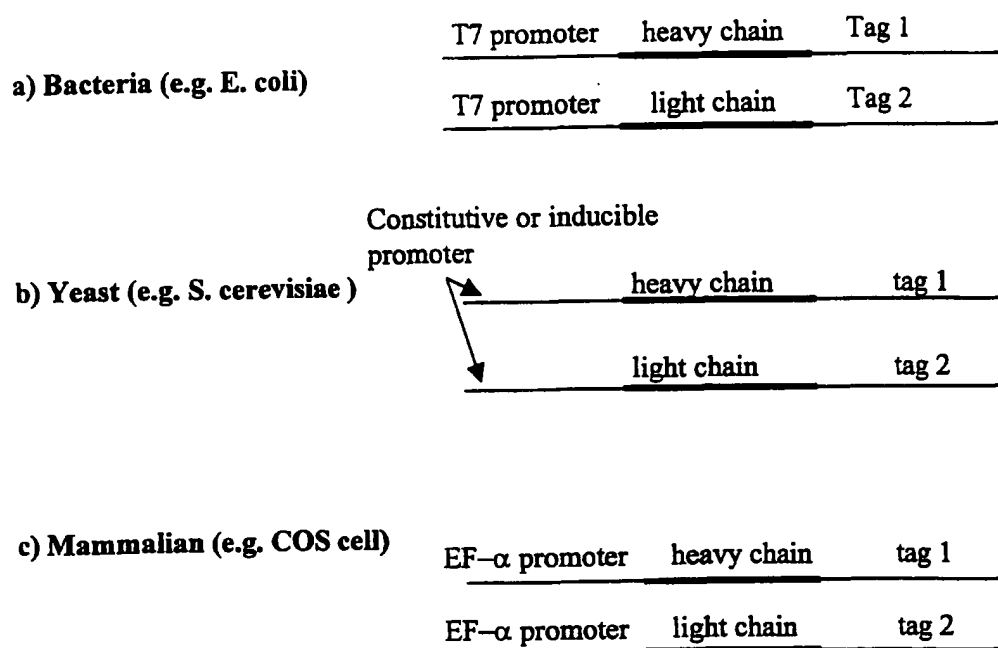 T7 promoter heavy chain Tag 1
a) Bacteria (e.g. E. coli)
T7 promoter light chain Tag 2
Constitutive or inducible
promoter
b) Yeast (e.g. S. cerevisiae )
heavy chain tag 1
light chain tag 2
c) Mammalian (e.g. COS cell)
EF–α promoter heavy chain tag 1
EF–α promoter light chain tag 2